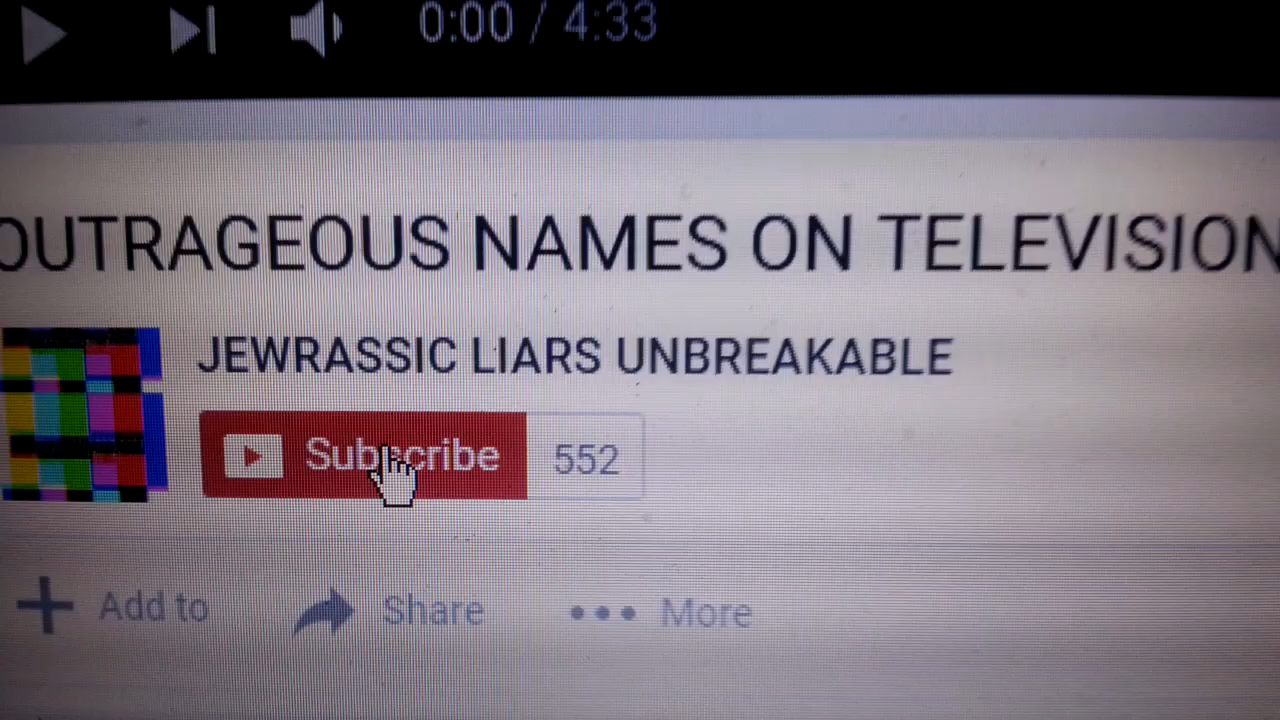 0:00 / 4:33
OUTRAGEOUS NAMES ON TELEVISION
JEWRASSIC LIARS UNBREAKABLE
Subscribe 552
Add to Share More